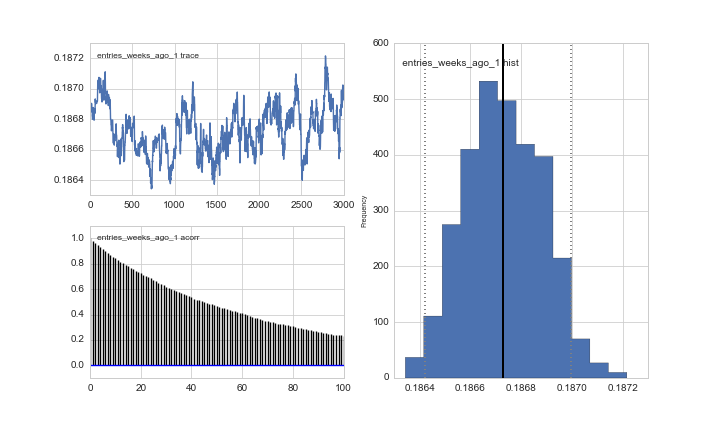 entries_weeks_ago_1 trace
0.1872
0.1870
0.1868
0.1866
0.1864
0 500 1000 1500 2000 2500 3000
entries_weeks_ago_1 acorr
1.0
0.8
0.6
0.4
0.2
0.0
0 20 40 60 80 100
entries_weeks_ago_1 hist
Frequency
600
500
400
300
200
100
0
0.1864 0.1866 0.1868 0.1870 0.1872